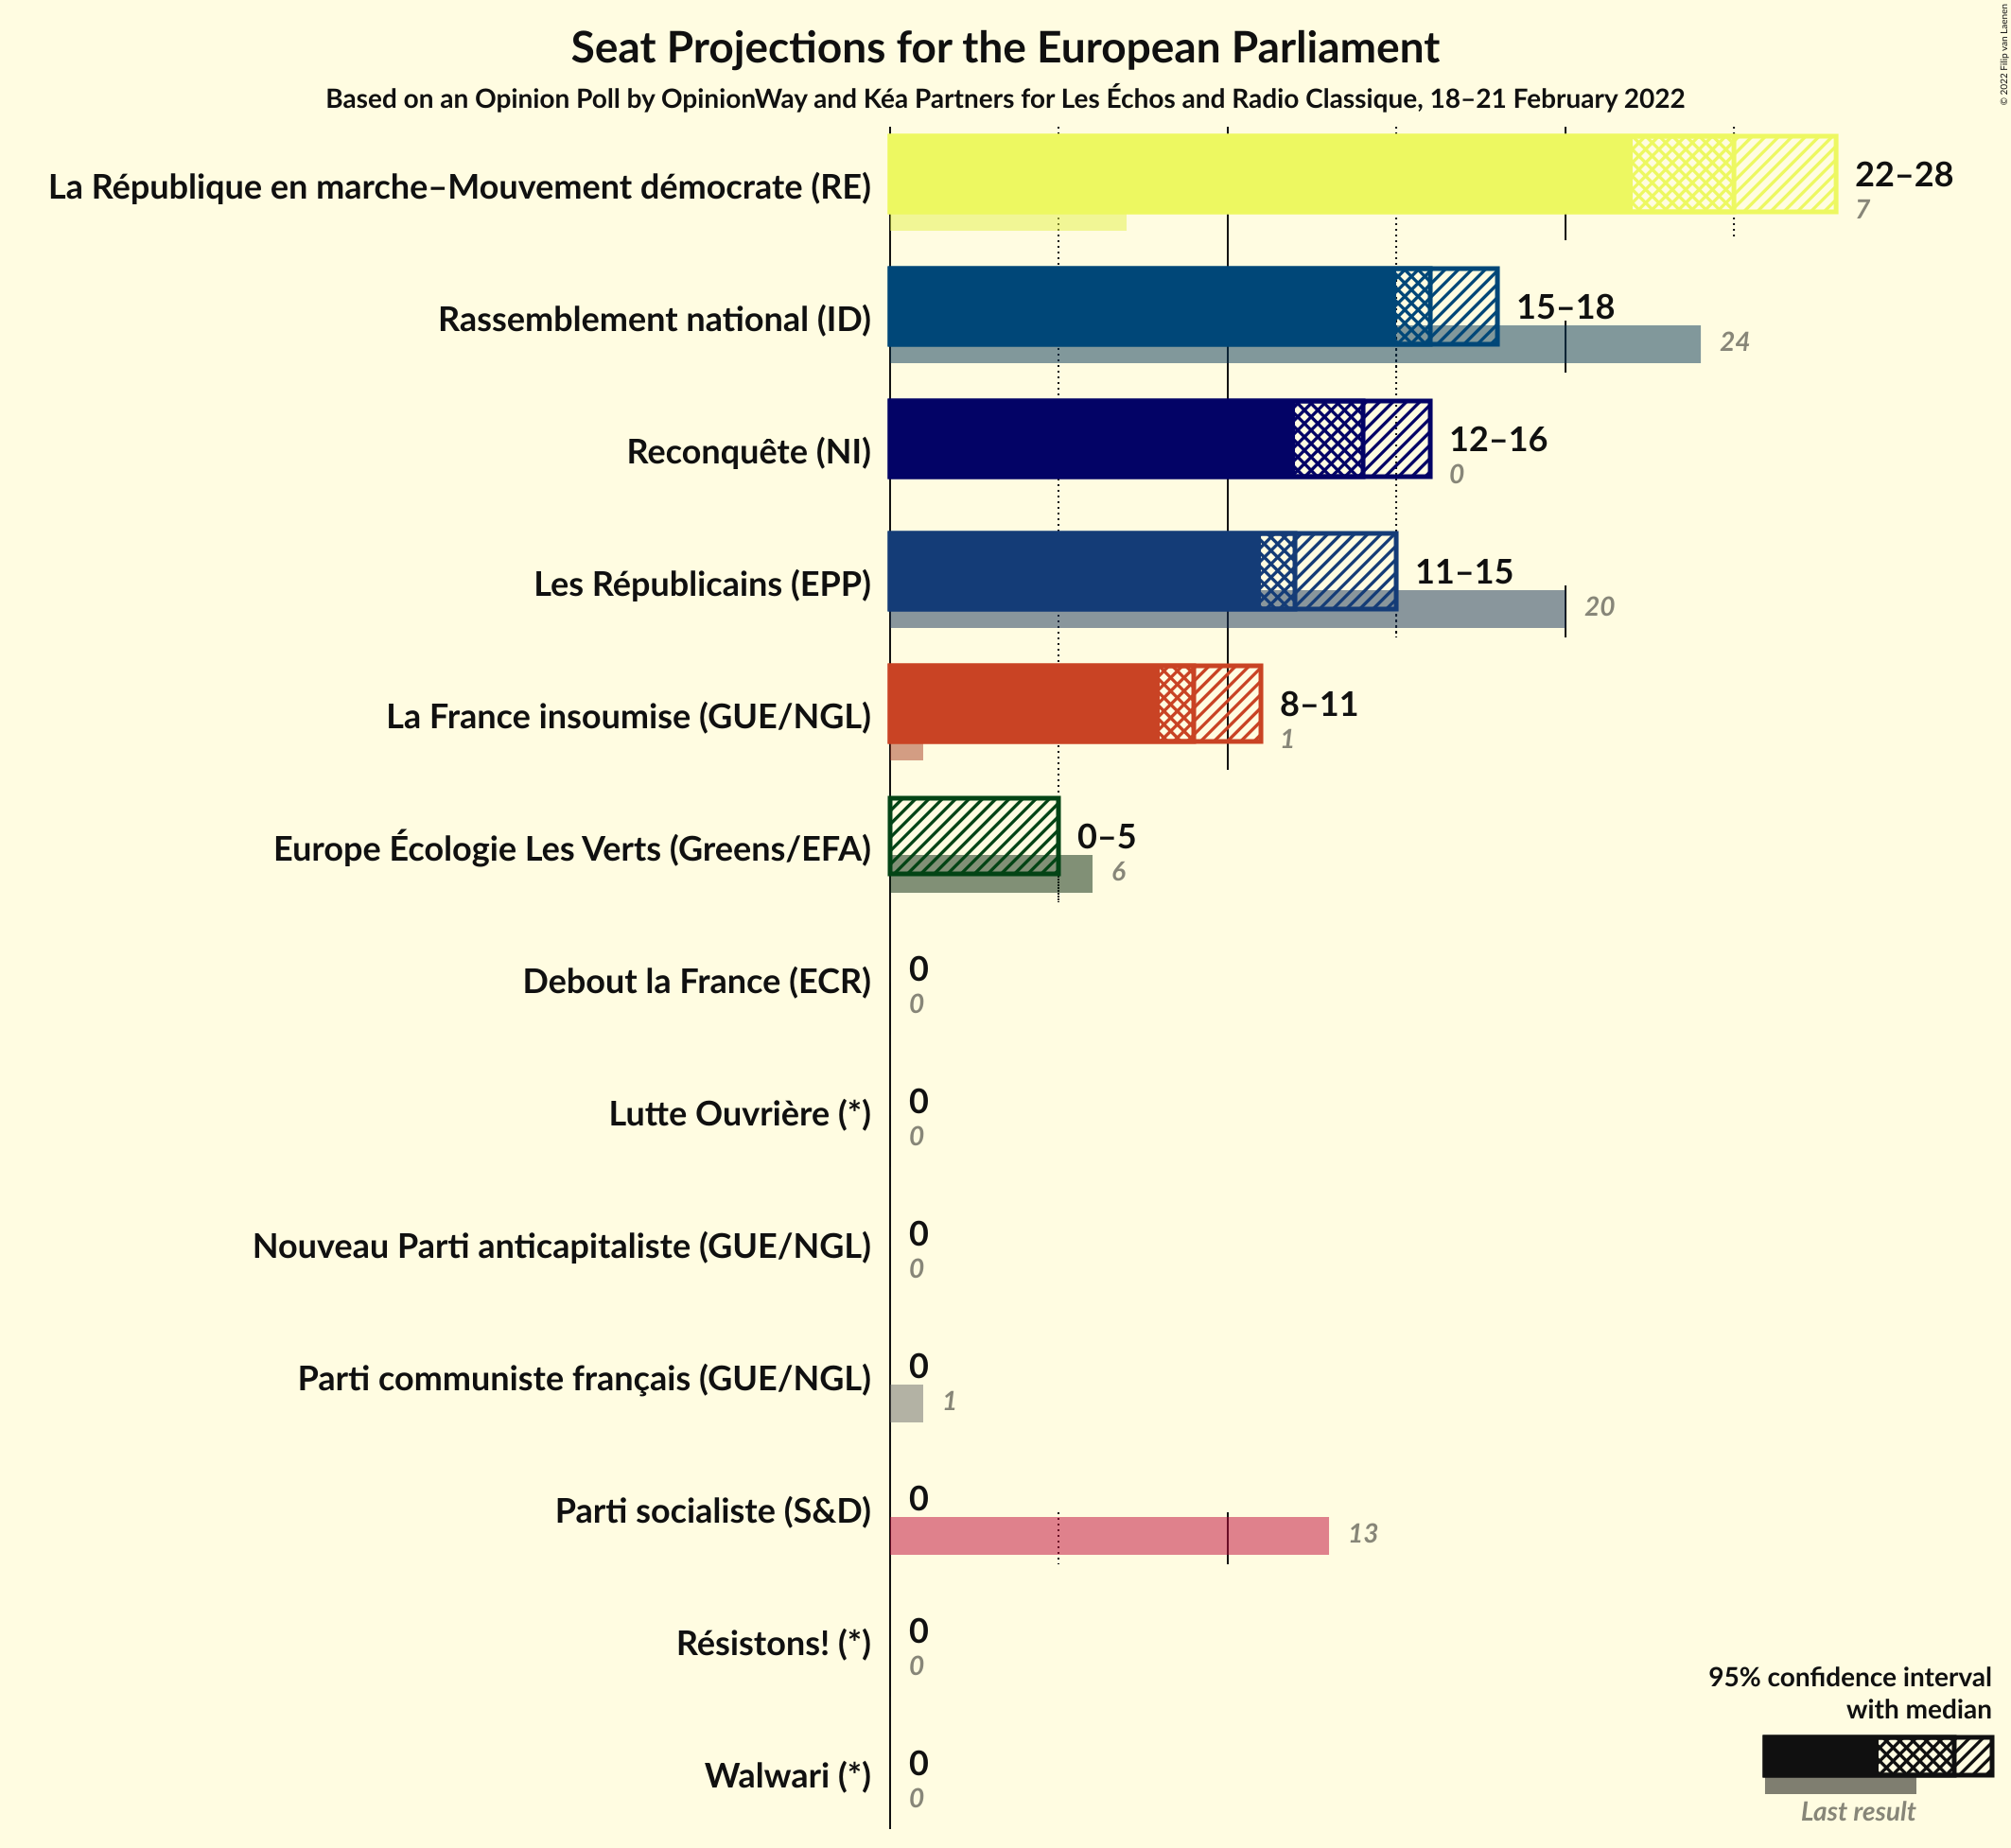 Seat Projections for the European Parliament
Based on an Opinion Poll by OpinionWay and Kéa Partners for Les Échos and Radio Classique, 18–21 February 2022
© 2022 Filip van Laenen
La République en marche–Mouvement démocrate (RE)
22–28
7
Rassemblement national (ID)
15–18
24
Reconquête (NI)
12–16
0
Les Républicains (EPP)
11–15
20
La France insoumise (GUE/NGL)
8–11
1
Europe Écologie Les Verts (Greens/EFA)
0–5
6
Debout la France (ECR)
0
0
Lutte Ouvrière (*)
0
0
Nouveau Parti anticapitaliste (GUE/NGL)
0
0
Parti communiste français (GUE/NGL)
0
1
Parti socialiste (S&D)
0
13
Résistons! (*)
0
0
Walwari (*)
0
0
95% confidence interval
with median
Last result